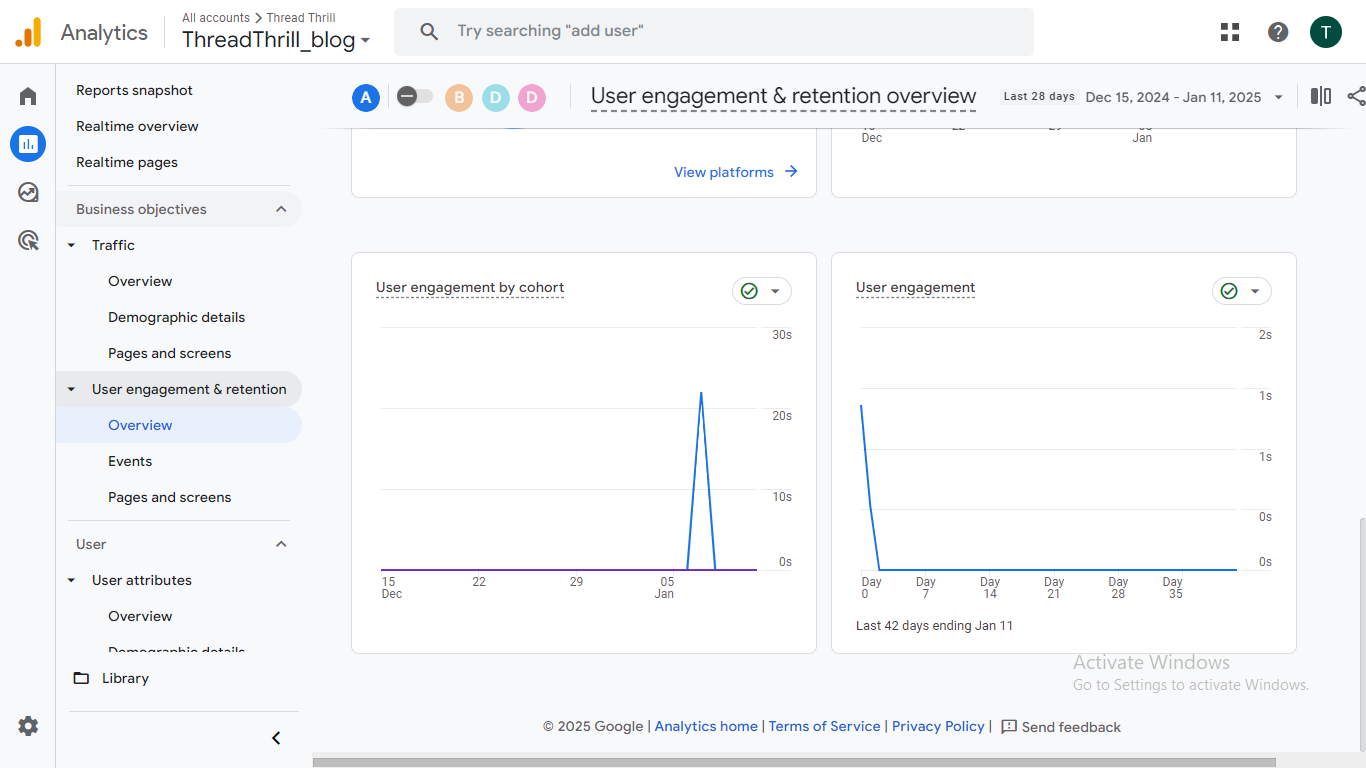 Analytics
All accounts > Thread Thrill
ThreadThrill_blog
Try searching "add user"
T
Reports snapshot
Realtime overview
Realtime pages
Business objectives
Traffic
Overview
Demographic details
Pages and screens
User engagement & retention
Overview
Events
Pages and screens
User
User attributes
Overview
Demographic details
Library
A
B
D
D
User engagement & retention overview
Last 28 days Dec 15, 2024 - Jan 11, 2025
View platforms
Dec
Jan
User engagement by cohort
30s
20s
10s
0s
15 22 29 05
Dec Jan
User engagement
2s
1s
1s
0s
0s
Day Day Day Day Day Day
0 7 14 21 28 35
Last 42 days ending Jan 11
Activate Windows
Go to Settings to activate Windows.
© 2025 Google | Analytics home | Terms of Service | Privacy Policy | Send feedback